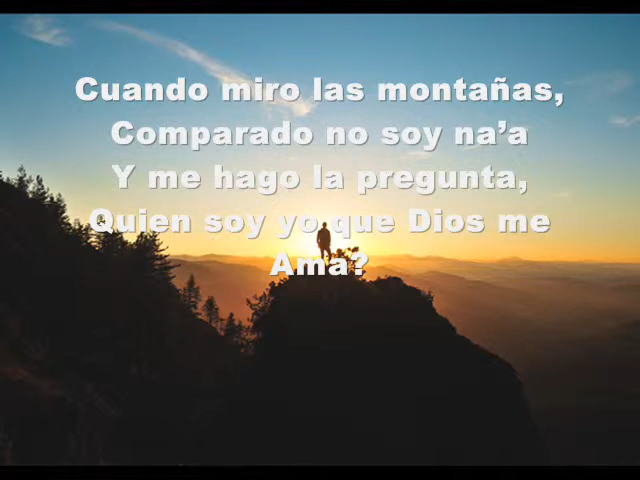 Cuando miro las montañas,
Comparado no soy na’a
Y me hago la pregunta,
Quien soy yo que Dios me
Ama?